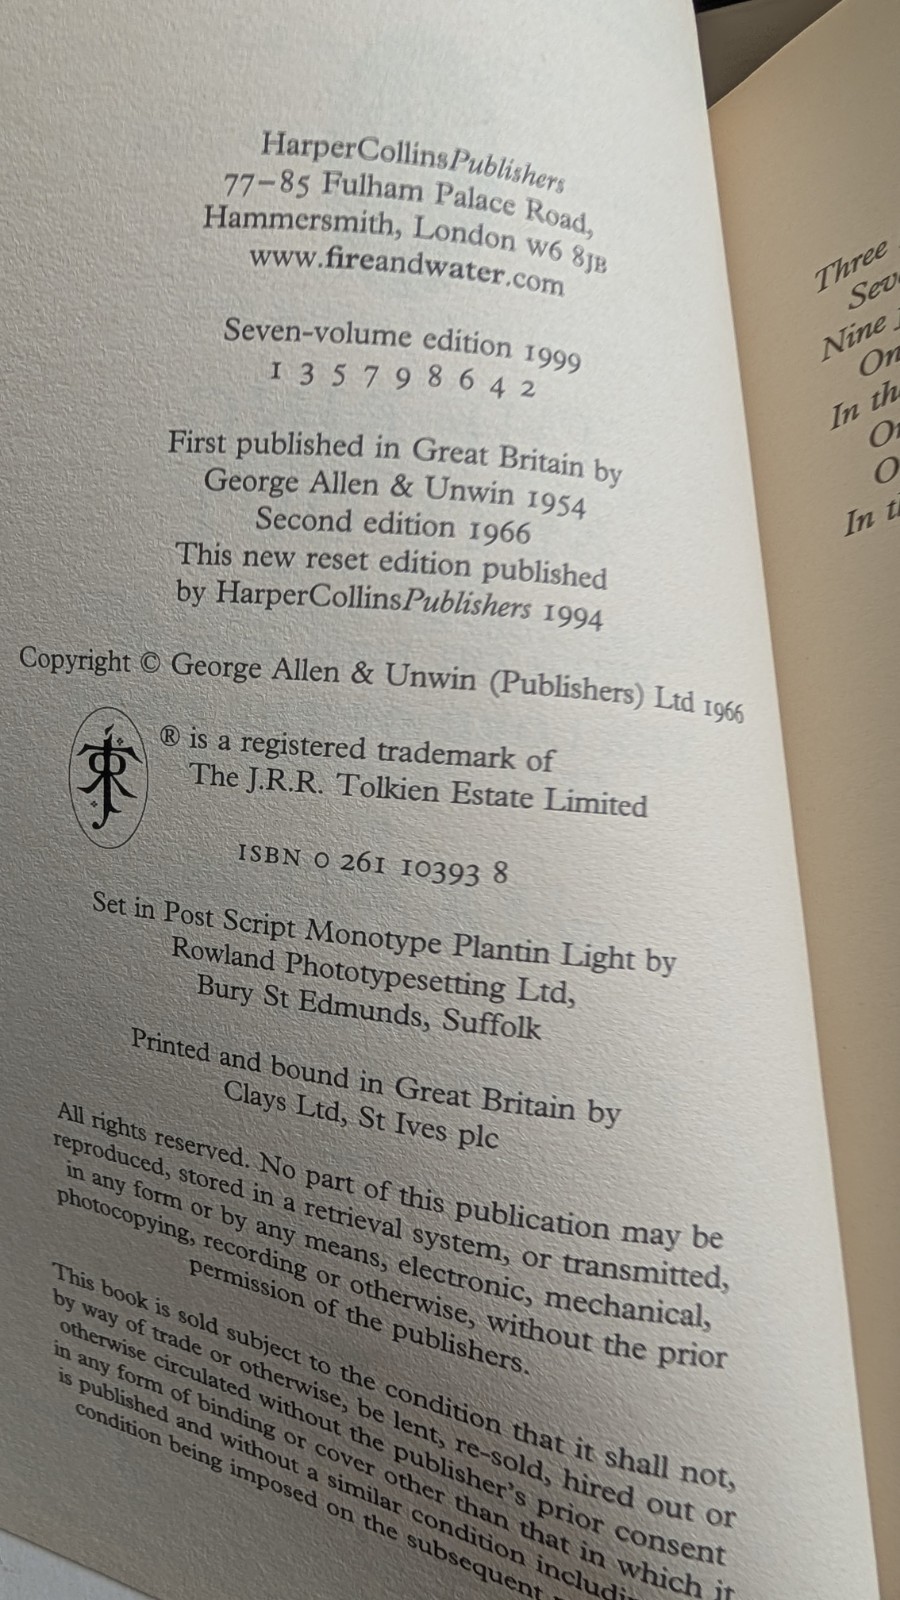 HarperCollinsPublishers
77–85 Fulham Palace Road,
Hammersmith, London W6 8JB
www.fireandwater.com
Seven-volume edition 1999
1 3 5 7 9 8 6 4 2
First published in Great Britain by
George Allen & Unwin 1954
Second edition 1966
This new reset edition published
by HarperCollinsPublishers 1994
Copyright © George Allen & Unwin (Publishers) Ltd 1966
® is a registered trademark of
The J.R.R. Tolkien Estate Limited
ISBN 0 261 10393 8
Set in Post Script Monotype Plantin Light by
Rowland Phototypesetting Ltd,
Bury St Edmunds, Suffolk
Printed and bound in Great Britain by
Clays Ltd, St Ives plc
All rights reserved. No part of this publication may be
reproduced, stored in a retrieval system, or transmitted,
in any form or by any means, electronic, mechanical,
photocopying, recording or otherwise, without the prior
permission of the publishers.
This book is sold subject to the condition that it shall not,
by way of trade or otherwise, be lent, re-sold, hired out or
otherwise circulated without the publisher's prior consent
in any form of binding or cover other than that in which it
is published and without a similar condition
condition being imposed on the subsequent
Three
Nine
In
In